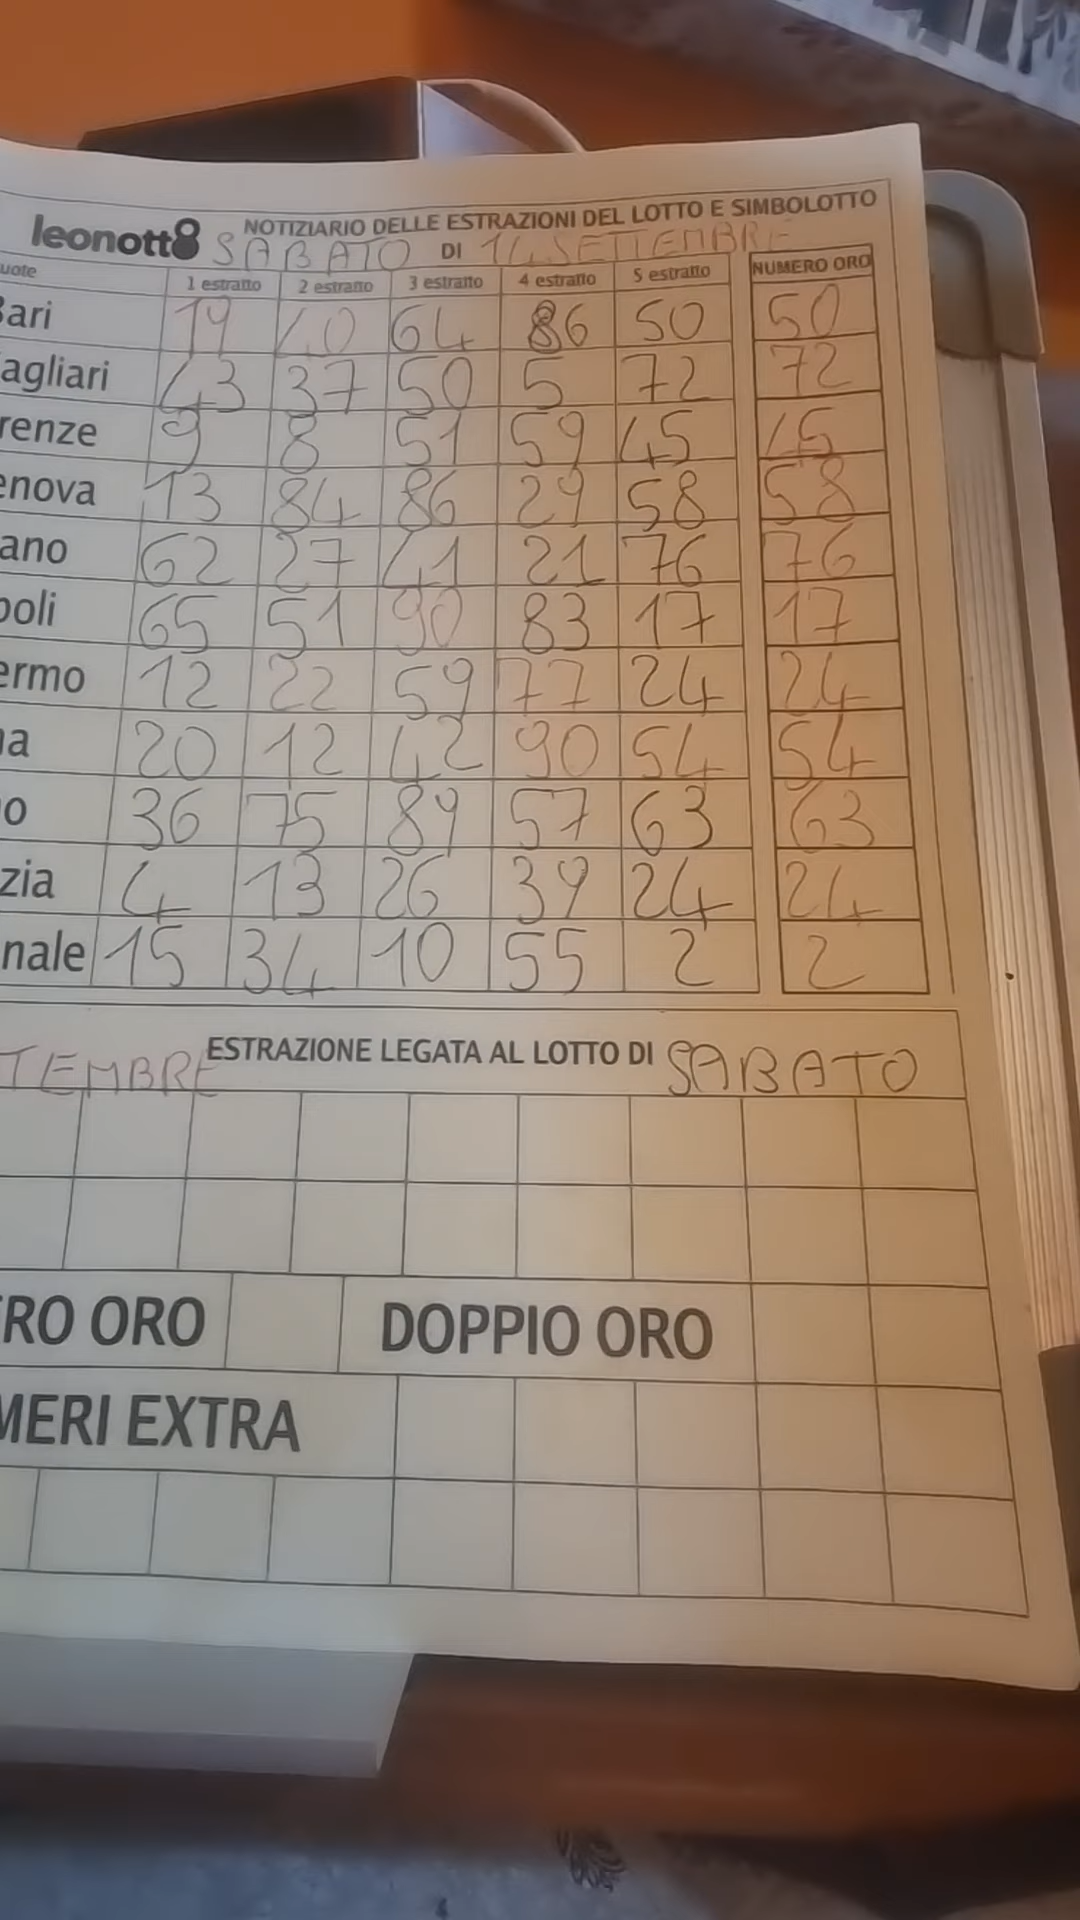 leonott8 NOTIZIARIO DELLE ESTRAZIONI DEL LOTTO E SIMBOLOTTO
SABATO DI 14 SETTEMBRE
uote 1 estratto 2 estratto 3 estratto 4 estratto 5 estratto NUMERO ORO
Bari 19 40 64 86 50 50
agliari 43 37 50 5 72 72
renze 9 8 51 59 45 45
enova 13 84 86 29 58 58
ano 62 27 41 21 76 76
poli 65 51 90 83 17 17
ermo 12 22 59 77 24 24
a 20 12 42 90 54 54
o 36 75 89 57 63 63
zia 4 13 26 39 24 24
nale 15 34 10 55 2 2
TEMBRE ESTRAZIONE LEGATA AL LOTTO DI SABATO
RO ORO DOPPIO ORO
MERI EXTRA